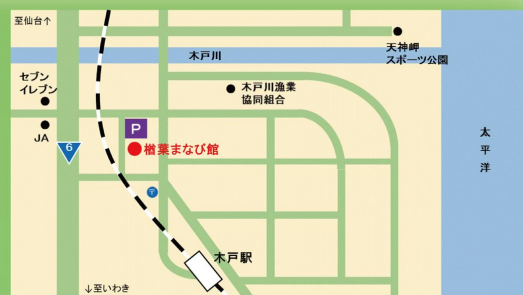 至仙台↑
天神岬
スポーツ公園
木戸川
セブン
イレブン
木戸川漁業
協同組合
JA
P
6
楢葉まなび館
太平洋
〒
木戸駅
↓至いわき